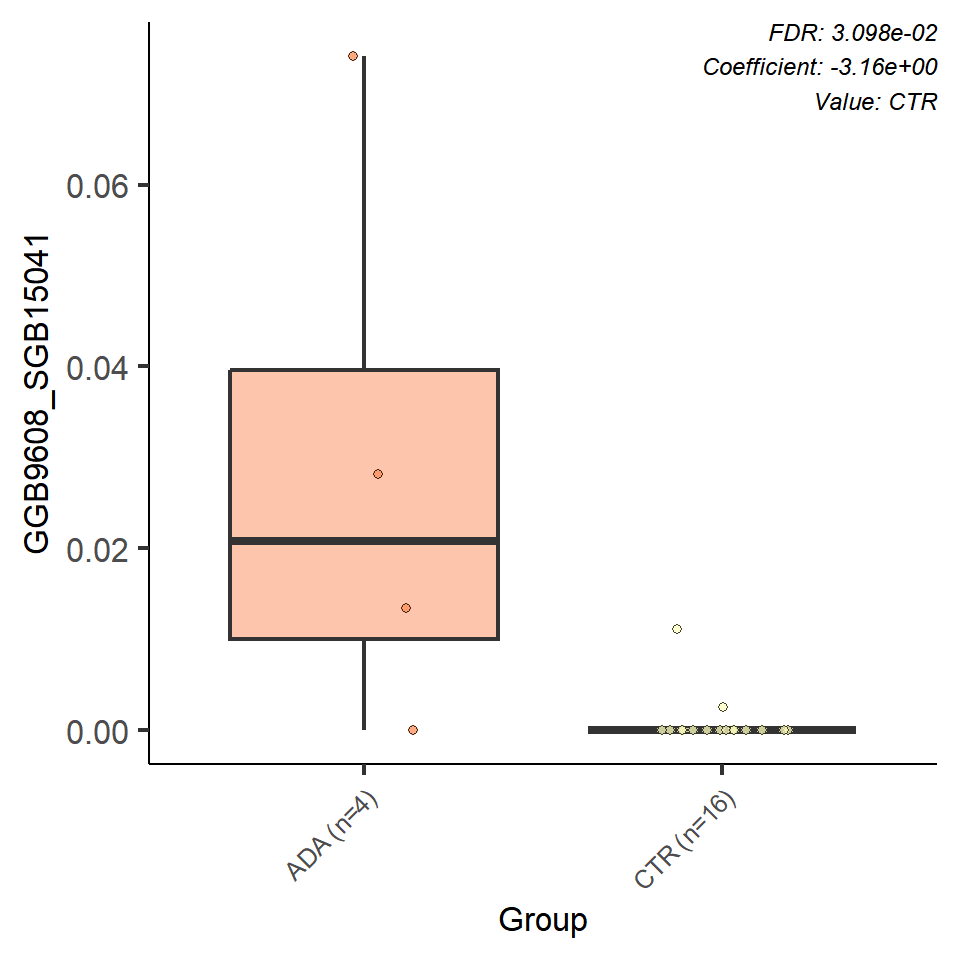 FDR: 3.098e-02
Coefficient: -3.16e+00
Value: CTR
GGB9608_SGB15041
0.06
0.04
0.02
0.00
ADA (n=4)
CTR (n=16)
Group